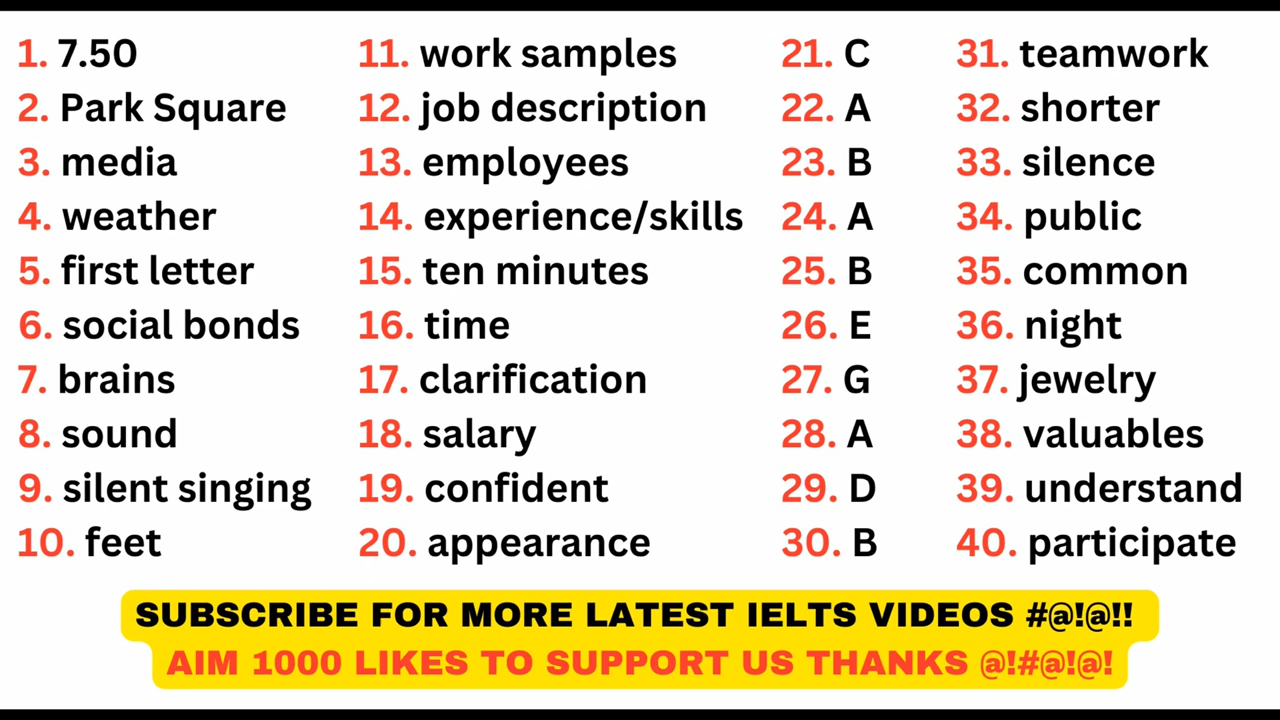 1. 7.50
2. Park Square
3. media
4. weather
5. first letter
6. social bonds
7. brains
8. sound
9. silent singing
10. feet
11. work samples
12. job description
13. employees
14. experience/skills
15. ten minutes
16. time
17. clarification
18. salary
19. confident
20. appearance
21. C
22. A
23. B
24. A
25. B
26. E
27. G
28. A
29. D
30. B
31. teamwork
32. shorter
33. silence
34. public
35. common
36. night
37. jewelry
38. valuables
39. understand
40. participate
SUBSCRIBE FOR MORE LATEST IELTS VIDEOS #@!@!!
AIM 1000 LIKES TO SUPPORT US THANKS @!#@!@!